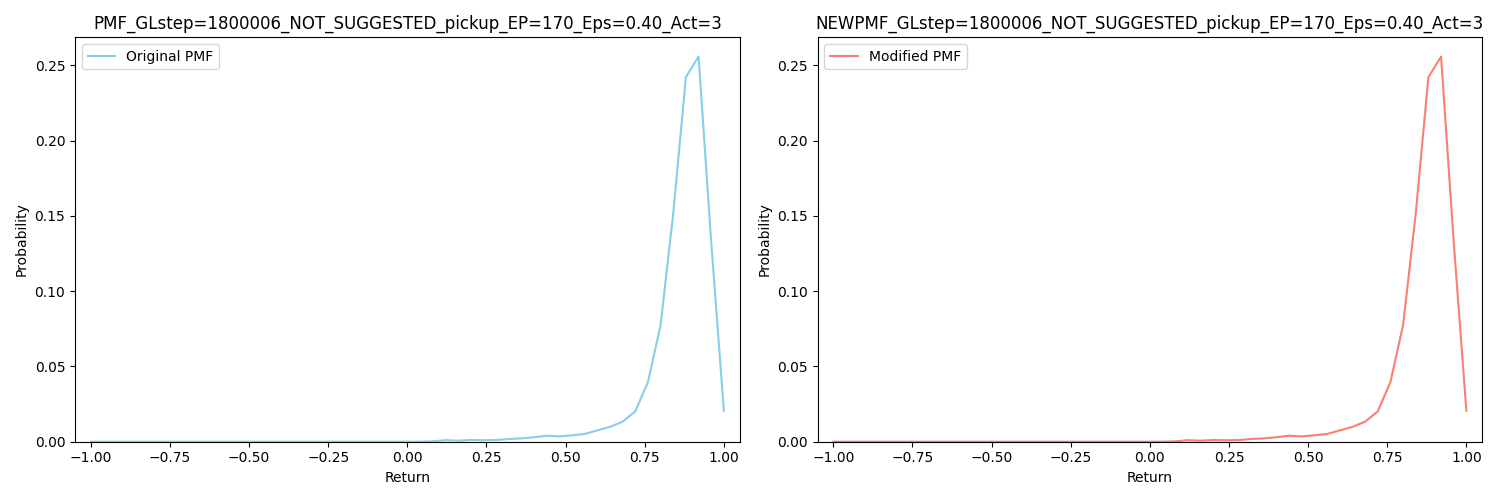 PMF_GLstep=1800006_NOT_SUGGESTED_pickup_EP=170_Eps=0.40_Act=3
Original PMF
Probability
0.25
0.20
0.15
0.10
0.05
0.00
−1.00 −0.75 −0.50 −0.25 0.00 0.25 0.50 0.75 1.00
Return
NEWPMF_GLstep=1800006_NOT_SUGGESTED_pickup_EP=170_Eps=0.40_Act=3
Modified PMF
Probability
0.25
0.20
0.15
0.10
0.05
0.00
−1.00 −0.75 −0.50 −0.25 0.00 0.25 0.50 0.75 1.00
Return